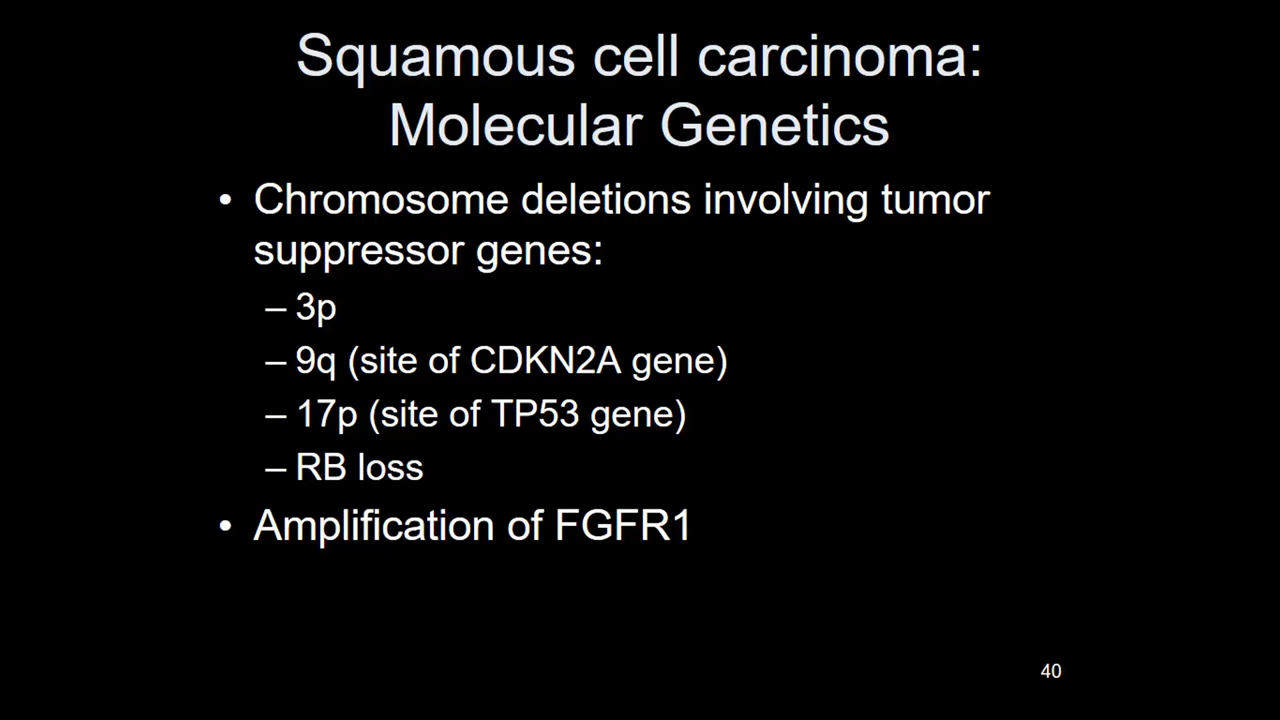 Squamous cell carcinoma:
Molecular Genetics
• Chromosome deletions involving tumor
suppressor genes:
– 3p
– 9q (site of CDKN2A gene)
– 17p (site of TP53 gene)
– RB loss
• Amplification of FGFR1
40